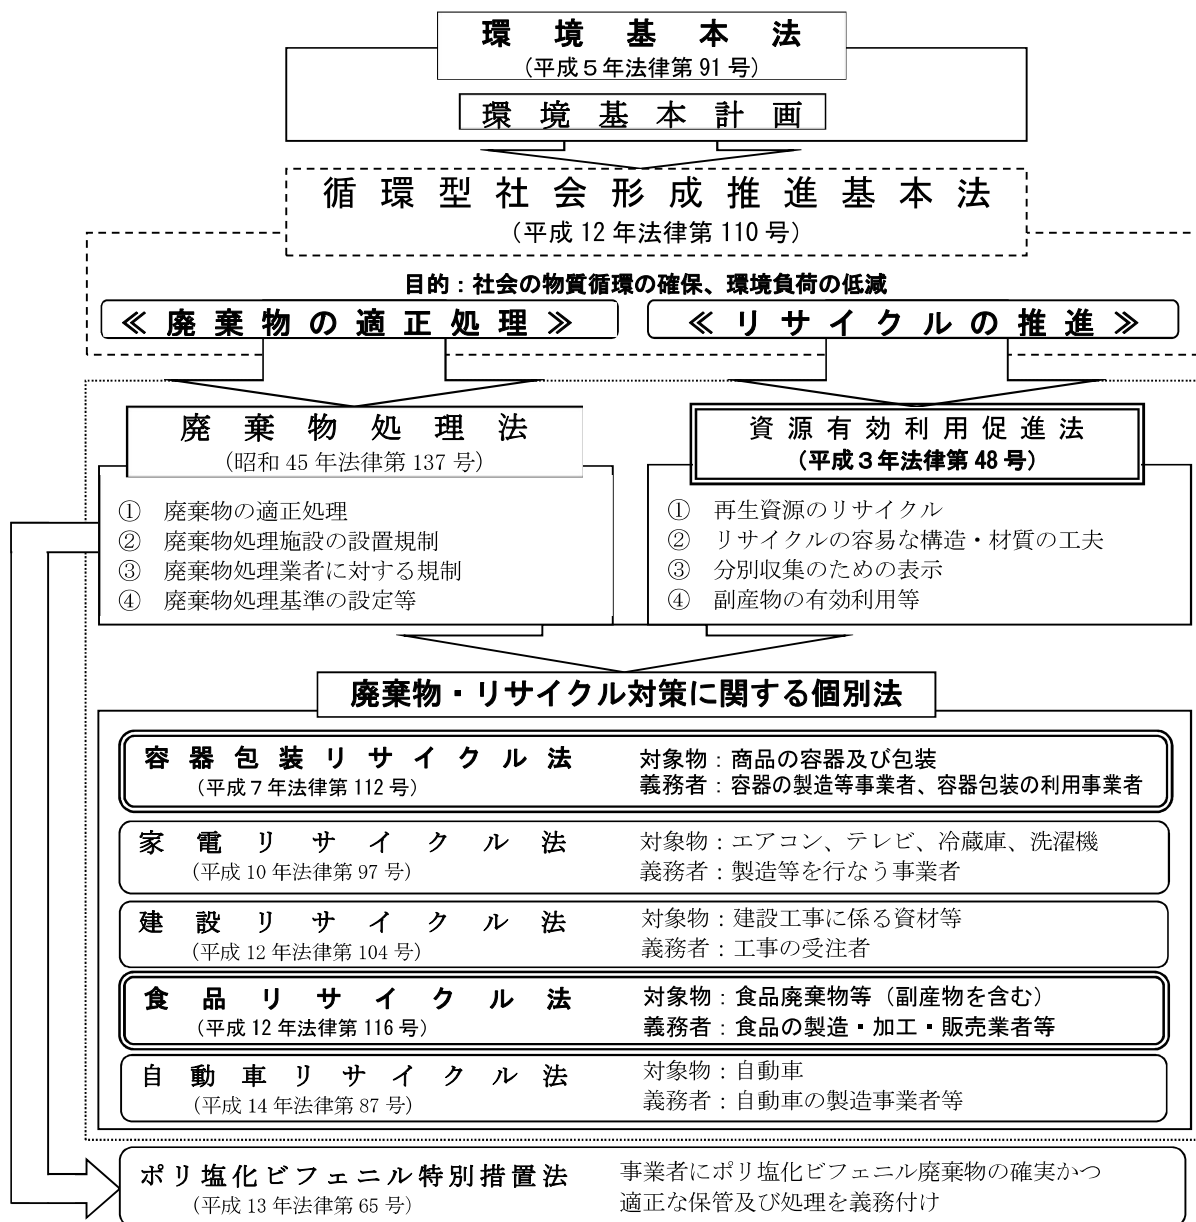 環境基本法
（平成５年法律第91号）
環境基本計画
循環型社会形成推進基本法
（平成12年法律第110号）
目的：社会の物質循環の確保、環境負荷の低減
≪廃棄物の適正処理≫
≪リサイクルの推進≫
廃棄物処理法
（昭和45年法律第137号）
① 廃棄物の適正処理
② 廃棄物処理施設の設置規制
③ 廃棄物処理業者に対する規制
④ 廃棄物処理基準の設定等
資源有効利用促進法
（平成３年法律第48号）
① 再生資源のリサイクル
② リサイクルの容易な構造・材質の工夫
③ 分別収集のための表示
④ 副産物の有効利用等
廃棄物・リサイクル対策に関する個別法
容器包装リサイクル法
（平成７年法律第112号）
対象物：商品の容器及び包装
義務者：容器の製造等事業者、容器包装の利用事業者
家電リサイクル法
（平成10年法律第97号）
対象物：エアコン、テレビ、冷蔵庫、洗濯機
義務者：製造等を行なう事業者
建設リサイクル法
（平成12年法律第104号）
対象物：建設工事に係る資材等
義務者：工事の受注者
食品リサイクル法
（平成12年法律第116号）
対象物：食品廃棄物等（副産物を含む）
義務者：食品の製造・加工・販売業者等
自動車リサイクル法
（平成14年法律第87号）
対象物：自動車
義務者：自動車の製造事業者等
ポリ塩化ビフェニル特別措置法
（平成13年法律第65号）
事業者にポリ塩化ビフェニル廃棄物の確実かつ
適正な保管及び処理を義務付け